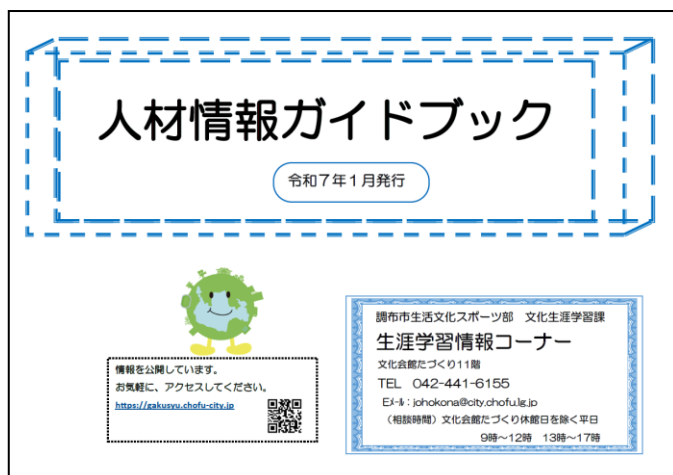 人材情報ガイドブック
令和7年1月発行
情報を公開しています。
お気軽に、アクセスしてください。
https://gakusyu.chofu-city.jp
調布市生活文化スポーツ部　文化生涯学習課
生涯学習情報コーナー
文化会館たづくり11階
TEL　042-441-6155
Eﾒｰﾙ：johokona@city.chofu.lg.jp
（相談時間）文化会館たづくり休館日を除く平日
9時～12時　13時～17時